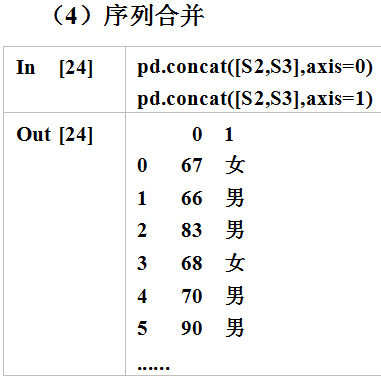 （4）序列合并
In [24] pd.concat([S2,S3],axis=0)
pd.concat([S2,S3],axis=1)
Out [24] 0 1
0 67 女
1 66 男
2 83 男
3 68 女
4 70 男
5 90 男
......